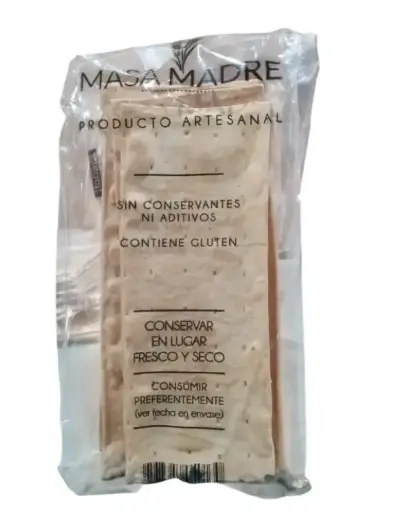 MASA MADRE
PRODUCTO ARTESANAL
SIN CONSERVANTES
NI ADITIVOS
CONTIENE GLUTEN
CONSERVAR
EN LUGAR
FRESCO Y SECO
CONSUMIR
PREFERENTEMENTE
(ver fecha en envase)